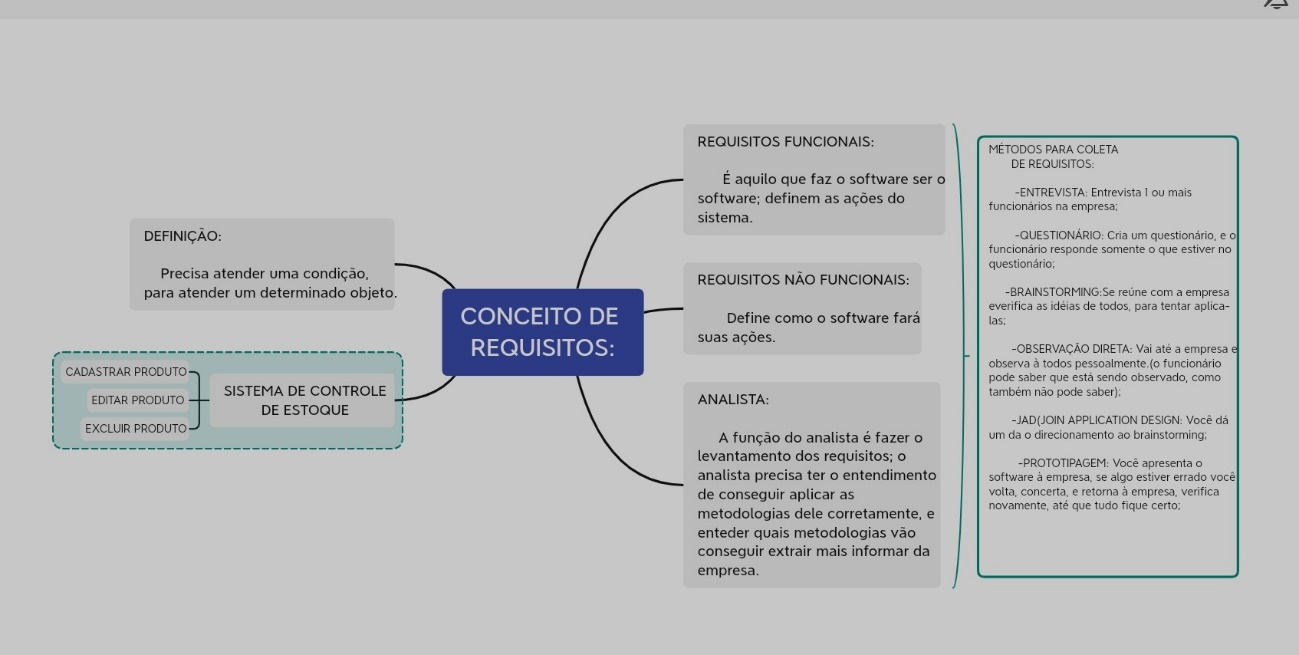 DEFINIÇÃO:
Precisa atender uma condição,
para atender um determinado objeto.
CADASTRAR PRODUTO
EDITAR PRODUTO
EXCLUIR PRODUTO
SISTEMA DE CONTROLE
DE ESTOQUE
CONCEITO DE
REQUISITOS:
REQUISITOS FUNCIONAIS:
É aquilo que faz o software ser o
software; definem as ações do
sistema.
REQUISITOS NÃO FUNCIONAIS:
Define como o software fará
suas ações.
ANALISTA:
A função do analista é fazer o
levantamento dos requisitos; o
analista precisa ter o entendimento
de conseguir aplicar as
metodologias dele corretamente, e
enteder quais metodologias vão
conseguir extrair mais informar da
empresa.
MÉTODOS PARA COLETA
DE REQUISITOS:
-ENTREVISTA: Entrevista 1 ou mais
funcionários na empresa;
-QUESTIONÁRIO: Cria um questionário, e o
funcionário responde somente o que estiver no
questionário;
-BRAINSTORMING:Se reúne com a empresa
everifica as idéias de todos, para tentar aplica-
las;
-OBSERVAÇÃO DIRETA: Vai até a empresa e
observa à todos pessoalmente.(o funcionário
pode saber que está sendo observado, como
também não pode saber);
-JAD(JOIN APPLICATION DESIGN: Você dá
um da o direcionamento ao brainstorming;
-PROTOTIPAGEM: Você apresenta o
software à empresa, se algo estiver errado você
volta, concerta, e retorna à empresa, verifica
novamente, até que tudo fique certo;